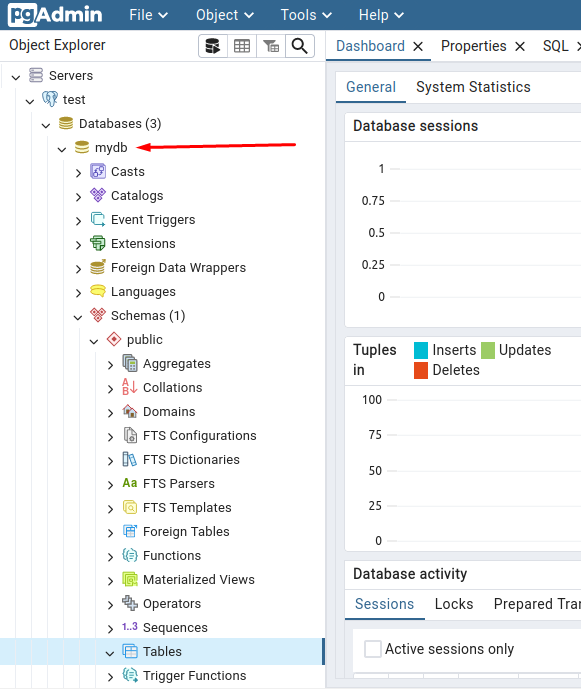 pgAdmin File Object Tools Help
Object Explorer
Servers
test
Databases (3)
mydb
Casts
Catalogs
Event Triggers
Extensions
Foreign Data Wrappers
Languages
Schemas (1)
public
Aggregates
Collations
Domains
FTS Configurations
FTS Dictionaries
Aa FTS Parsers
FTS Templates
Foreign Tables
Functions
Materialized Views
Operators
1..3 Sequences
Tables
Trigger Functions
Dashboard Properties SQL
General System Statistics
Database sessions
1
0.75
0.5
0.25
0
Tuples in
Inserts Updates
Deletes
100
75
50
25
0
Database activity
Sessions Locks Prepared Tran
Active sessions only